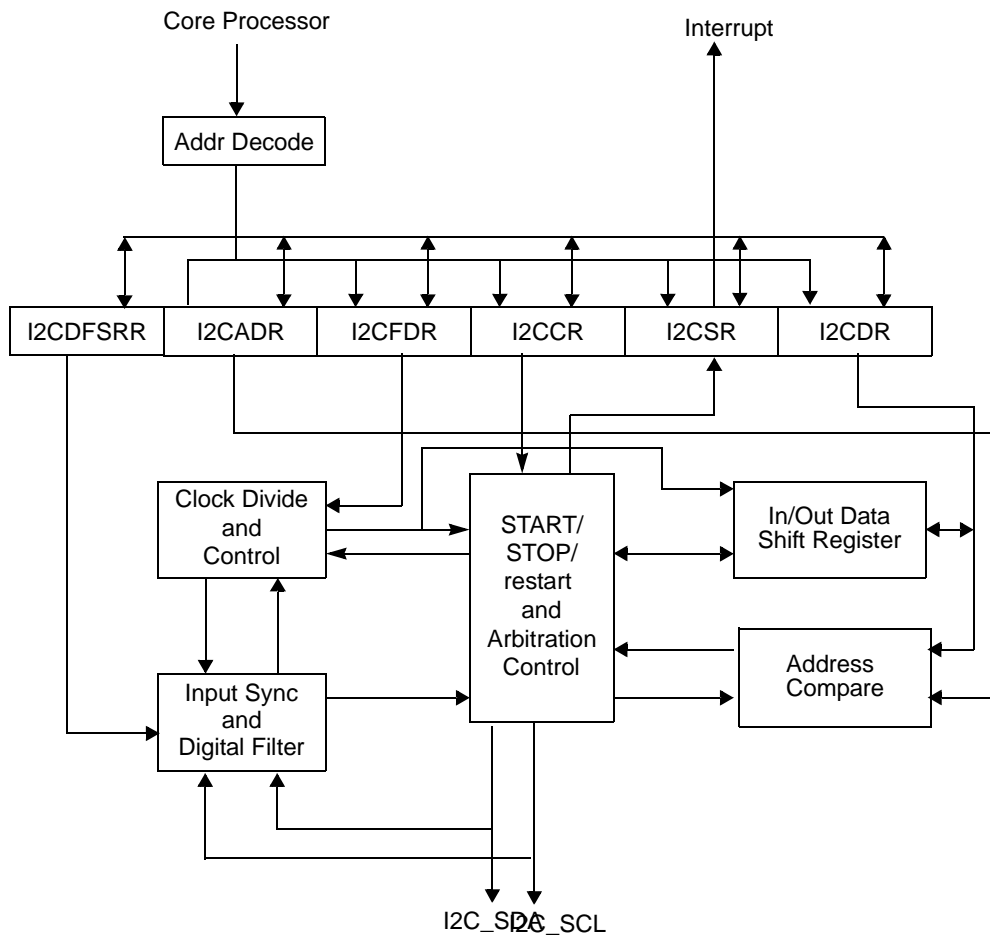 Core Processor
Interrupt
Addr Decode
I2CDFSRR
I2CADR
I2CFDR
I2CCR
I2CSR
I2CDR
Clock Divide
and
Control
START/
STOP/
restart
and
Arbitration
Control
In/Out Data
Shift Register
Input Sync
and
Digital Filter
Address
Compare
I2C_SDA
I2C_SCL